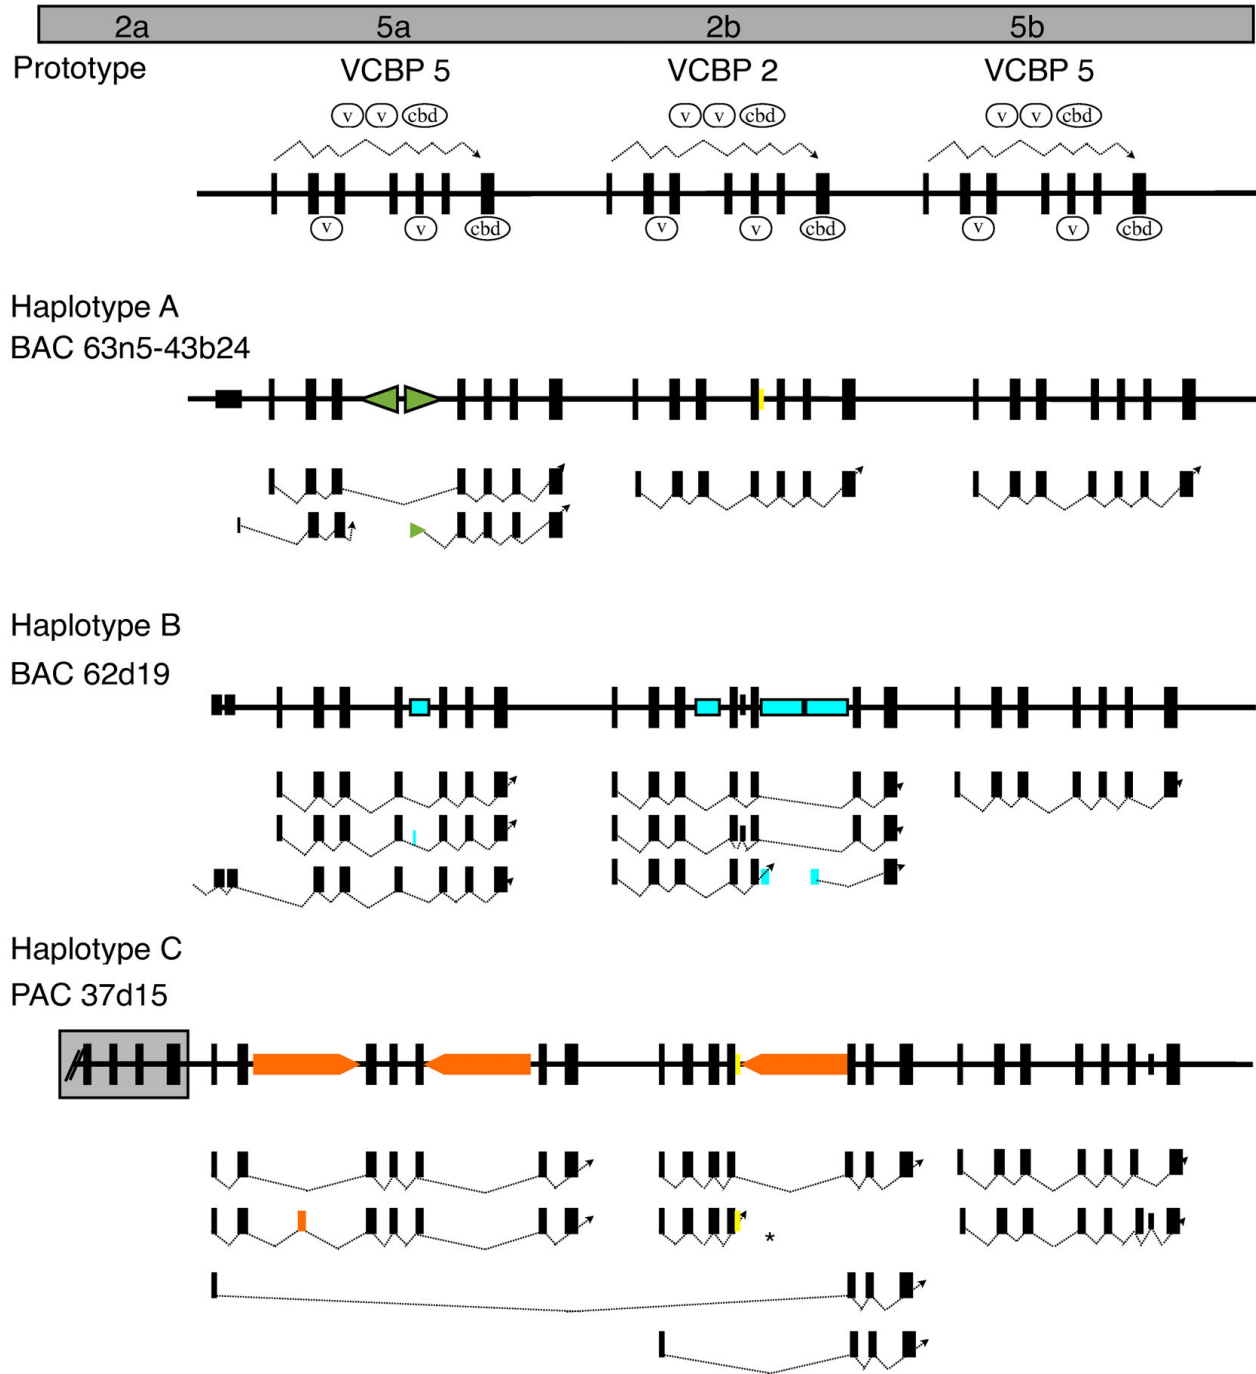 2a 5a 2b 5b
Prototype VCBP 5 VCBP 2 VCBP 5
v v cbd v v cbd v v cbd
v v cbd v v cbd v v cbd
Haplotype A
BAC 63n5-43b24
Haplotype B
BAC 62d19
Haplotype C
PAC 37d15
*